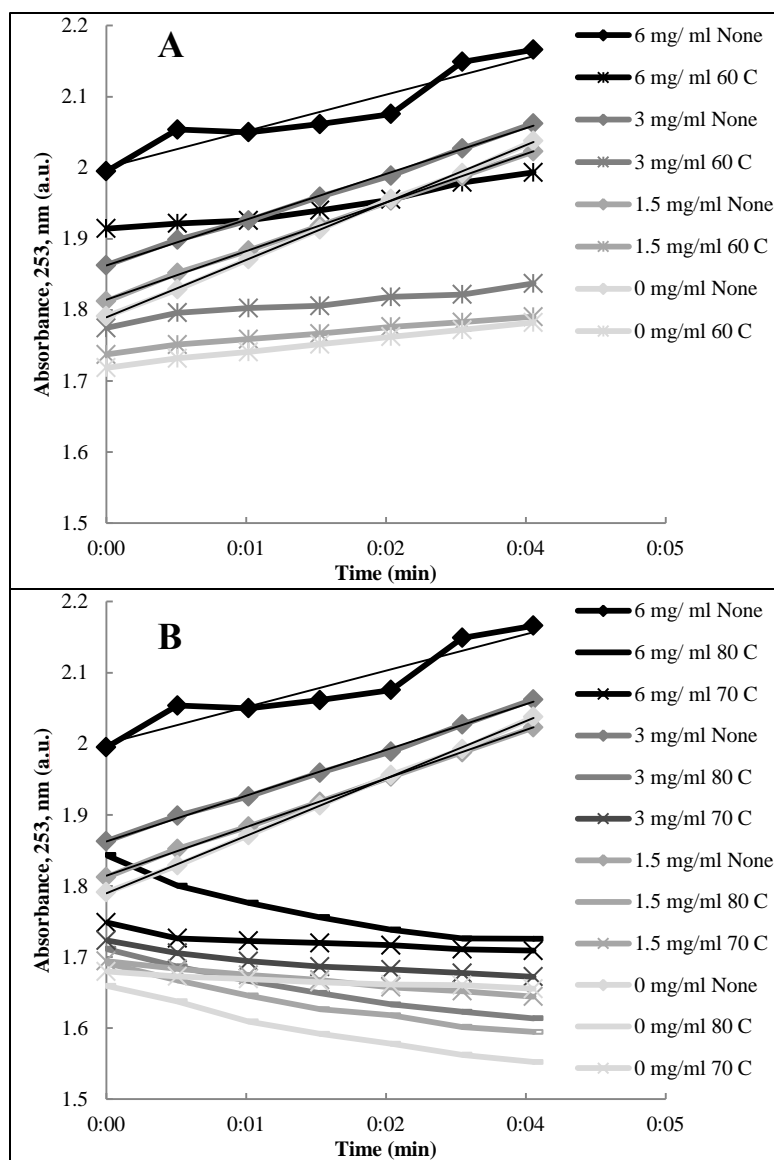 A
2.2
2.1
2
1.9
1.8
1.7
1.6
1.5
Absorbance, 253, nm (a.u.)
0:00 0:01 0:02 0:04 0:05
Time (min)
6 mg/ ml None
6 mg/ ml 60 C
3 mg/ml None
3 mg/ml 60 C
1.5 mg/ml None
1.5 mg/ml 60 C
0 mg/ml None
0 mg/ml 60 C
B
2.2
2.1
2
1.9
1.8
1.7
1.6
1.5
Absorbance, 253, nm (a.u.)
0:00 0:01 0:02 0:04 0:05
Time (min)
6 mg/ ml None
6 mg/ ml 80 C
6 mg/ ml 70 C
3 mg/ml None
3 mg/ml 80 C
3 mg/ml 70 C
1.5 mg/ml None
1.5 mg/ml 80 C
1.5 mg/ml 70 C
0 mg/ml None
0 mg/ml 80 C
0 mg/ml 70 C